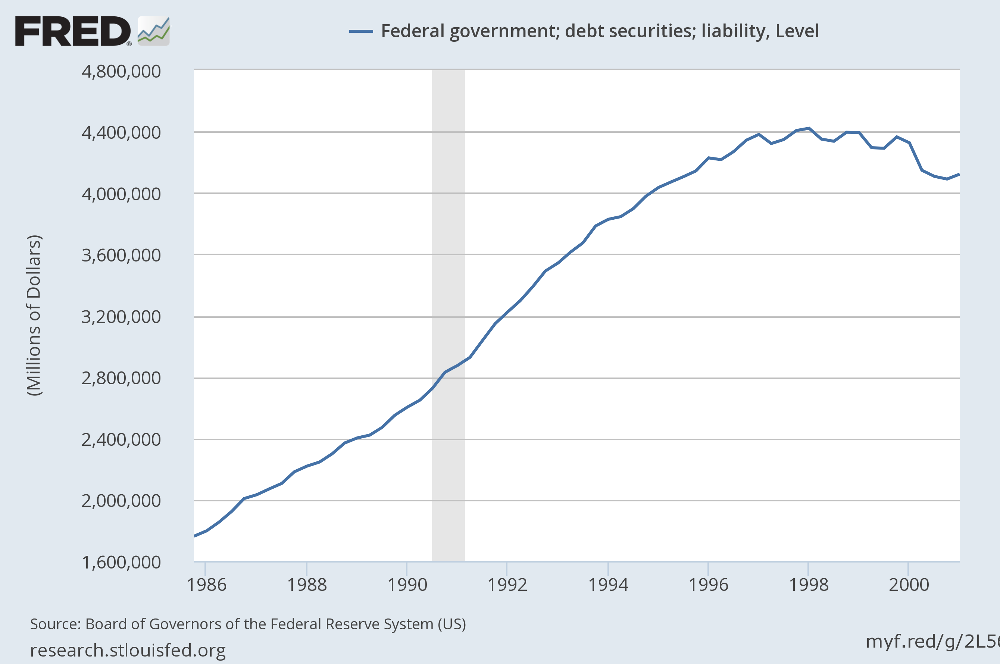 FRED®
Federal government; debt securities; liability, Level
4,800,000
4,400,000
4,000,000
3,600,000
3,200,000
2,800,000
2,400,000
2,000,000
1,600,000
(Millions of Dollars)
1986 1988 1990 1992 1994 1996 1998 2000
Source: Board of Governors of the Federal Reserve System (US)
research.stlouisfed.org
myf.red/g/2L56